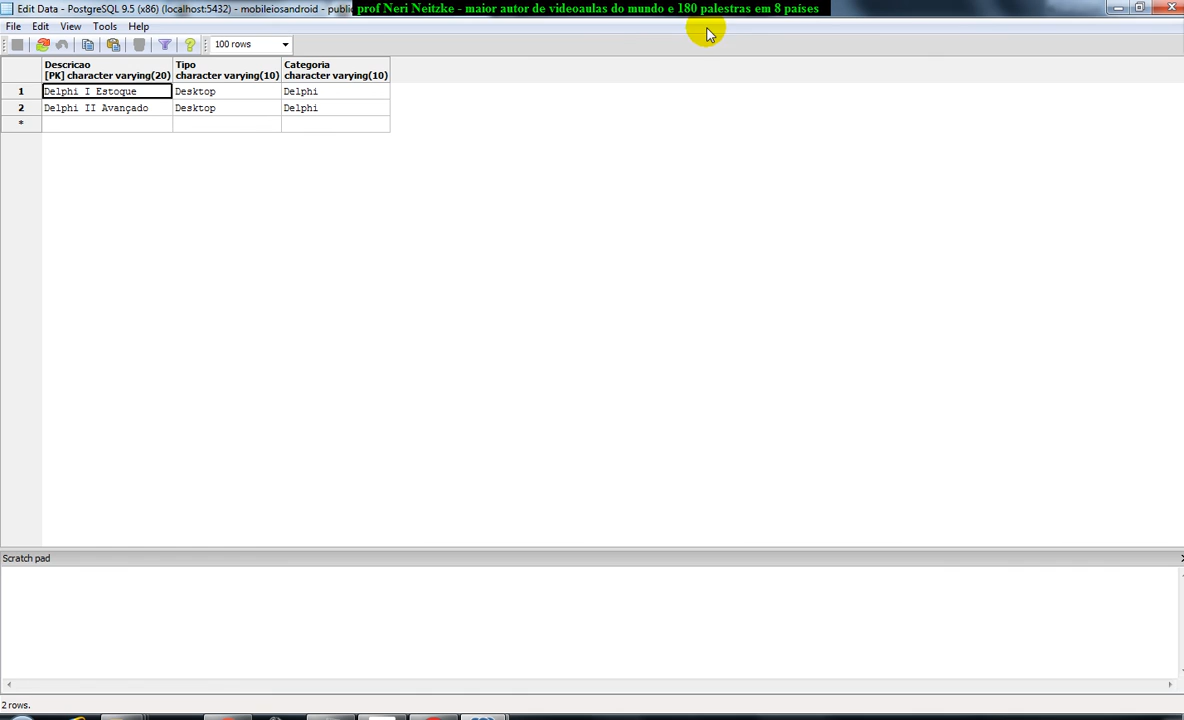 Edit Data - PostgreSQL 9.5 (x86) (localhost:5432) - mobileiosandroid - public
prof Neri Neitzke - maior autor de videoaulas do mundo e 180 palestras em 8 países
File Edit View Tools Help
100 rows
Descricao Tipo Categoria
[PK] character varying(20) character varying(10) character varying(10)
1 Delphi I Estoque Desktop Delphi
2 Delphi II Avançado Desktop Delphi
*
Scratch pad
2 rows.